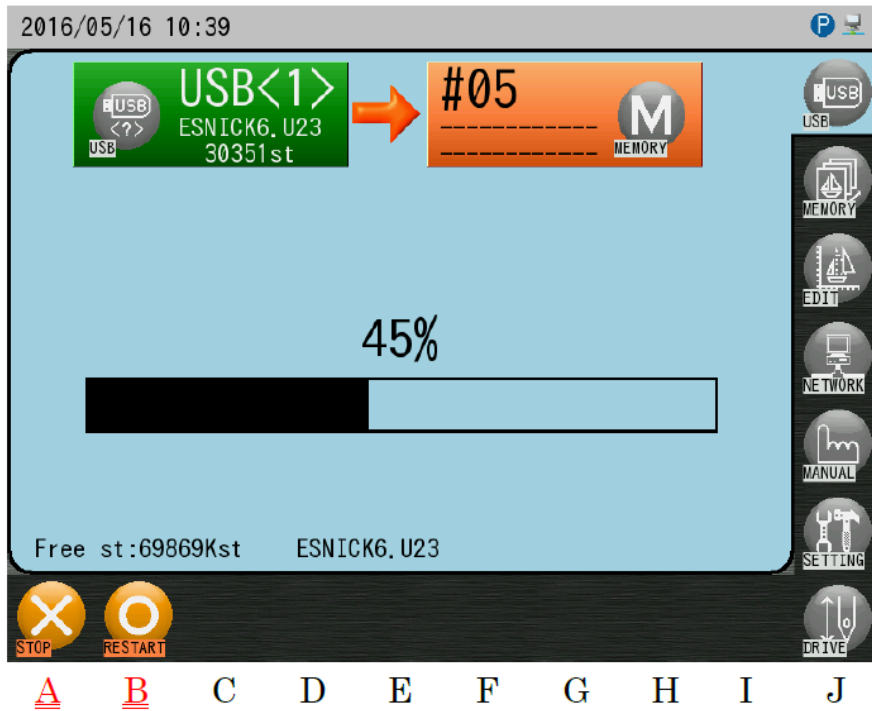 2016/05/16 10:39
P
USB<1>
ESNICK6.U23
30351st
USB
<?>
USB
#05
M
MEMORY
USB
USB
MEMORY
EDIT
NETWORK
MANUAL
SETTING
DRIVE
45%
Free st:69869Kst ESNICK6.U23
STOP
RESTART
A B C D E F G H I J